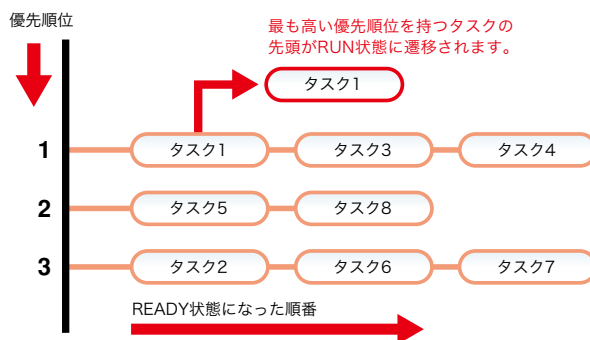 優先順位
最も高い優先順位を持つタスクの
先頭がRUN状態に遷移されます。
タスク1
1 タスク1 タスク3 タスク4
2 タスク5 タスク8
3 タスク2 タスク6 タスク7
READY状態になった順番